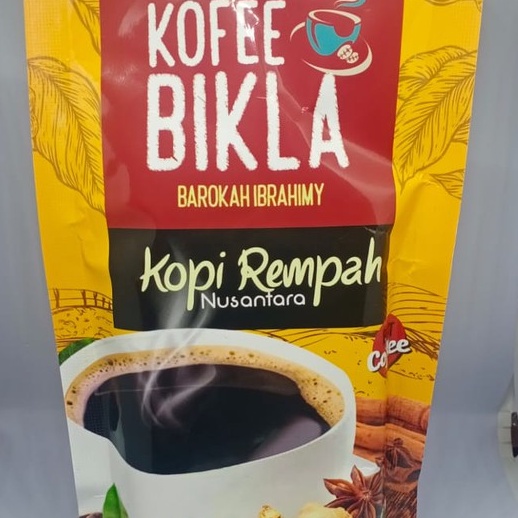 KOFEE
BIKLA
BAROKAH IBRAHIMY
Kopi Rempah
Nusantara